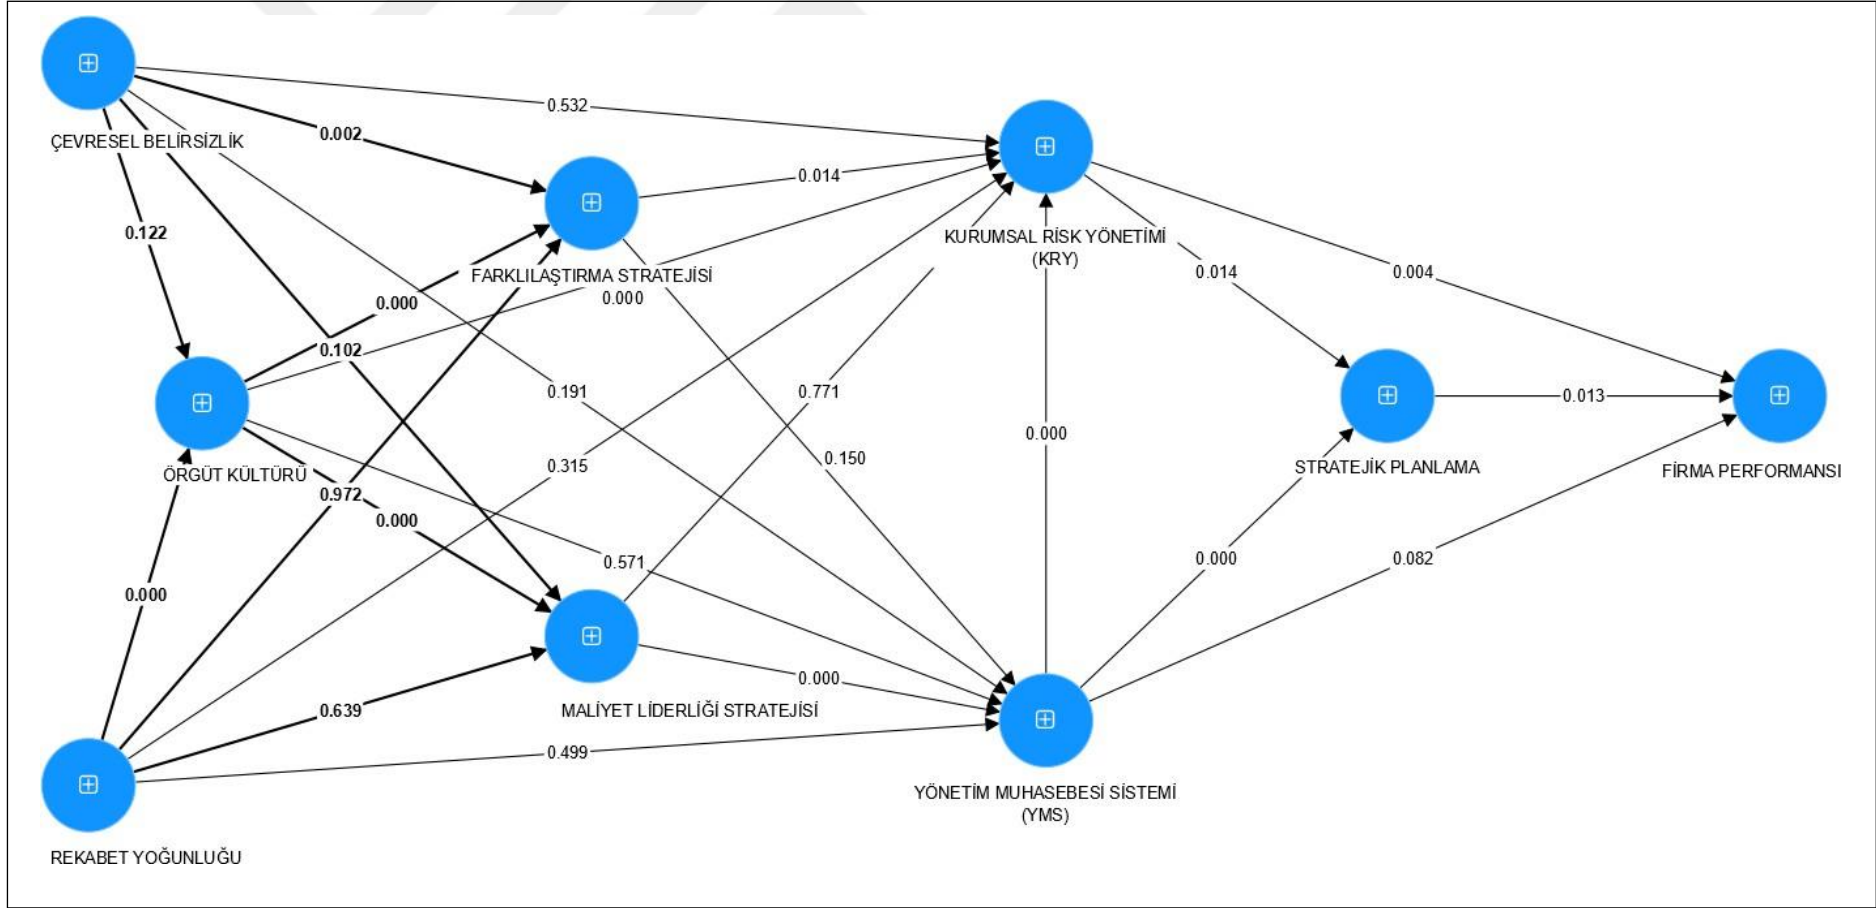 ÇEVRESEL BELİRSİZLİK
0.532
0.002
0.014
0.122
KURUMSAL RİSK YÖNETİMİ
(KRY)
FARKLILAŞTIRMA STRATEJİSİ
0.014
0.004
0.000
0.000
0.102
0.191
0.771
0.013
0.000
0.150
ÖRGÜT KÜLTÜRÜ
0.315
STRATEJİK PLANLAMA
FİRMA PERFORMANSI
0.972
0.000
0.571
0.000
0.082
0.000
0.000
0.639
MALİYET LİDERLİĞİ STRATEJİSİ
0.499
YÖNETİM MUHASEBESİ SİSTEMİ
(YMS)
REKABET YOĞUNLUĞU